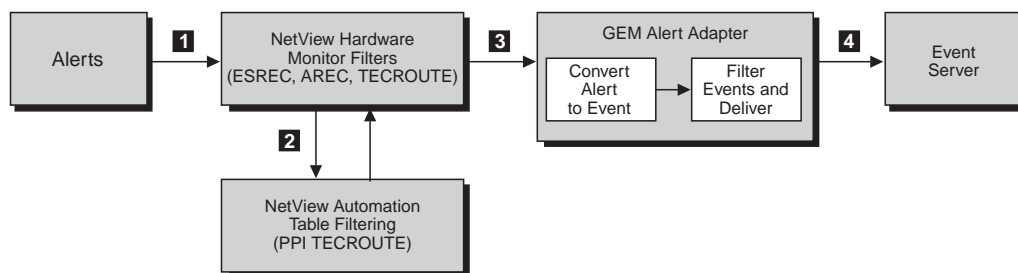 Alerts
1
NetView Hardware
Monitor Filters
(ESREC, AREC, TECROUTE)
2
NetView Automation
Table Filtering
(PPI TECROUTE)
3
GEM Alert Adapter
Convert
Alert
to Event
Filter
Events and
Deliver
4
Event
Server